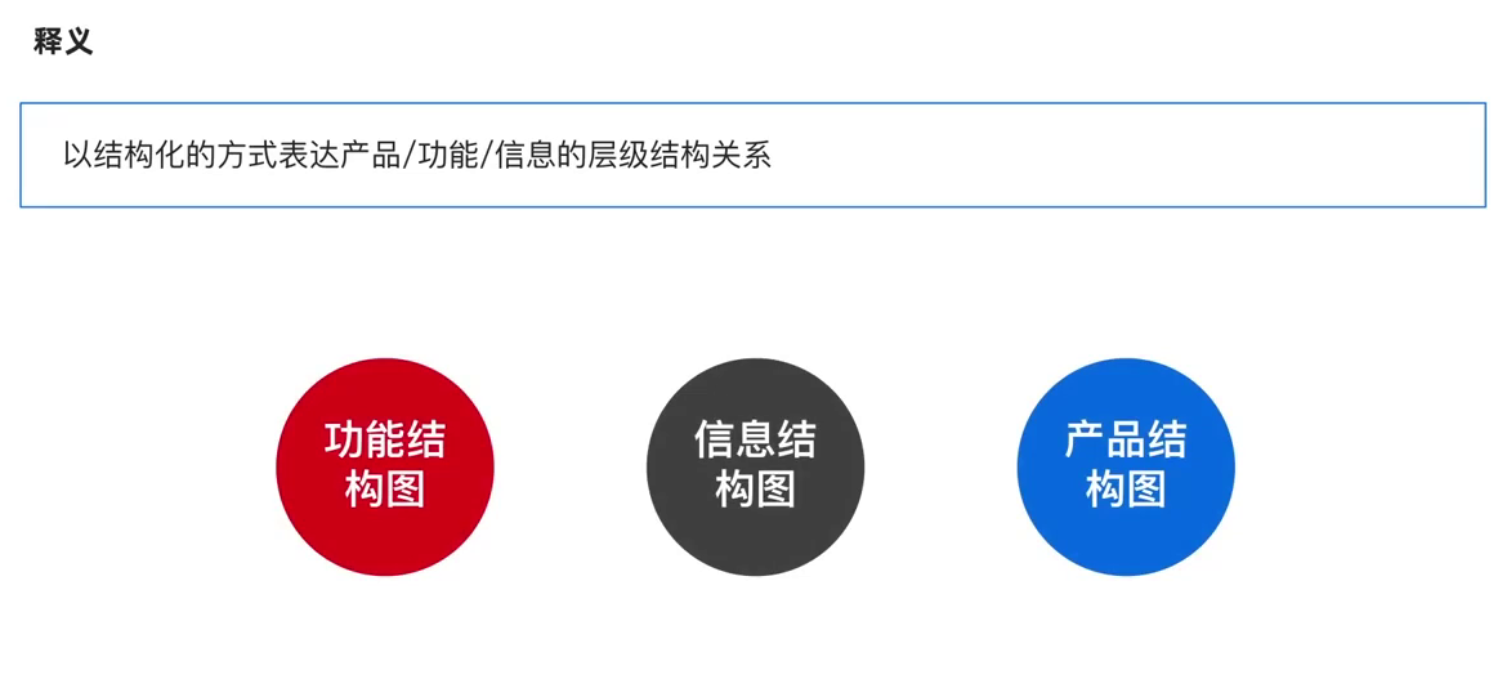 释义
以结构化的方式表达产品/功能/信息的层级结构关系
功能结
构图
信息结
构图
产品结
构图